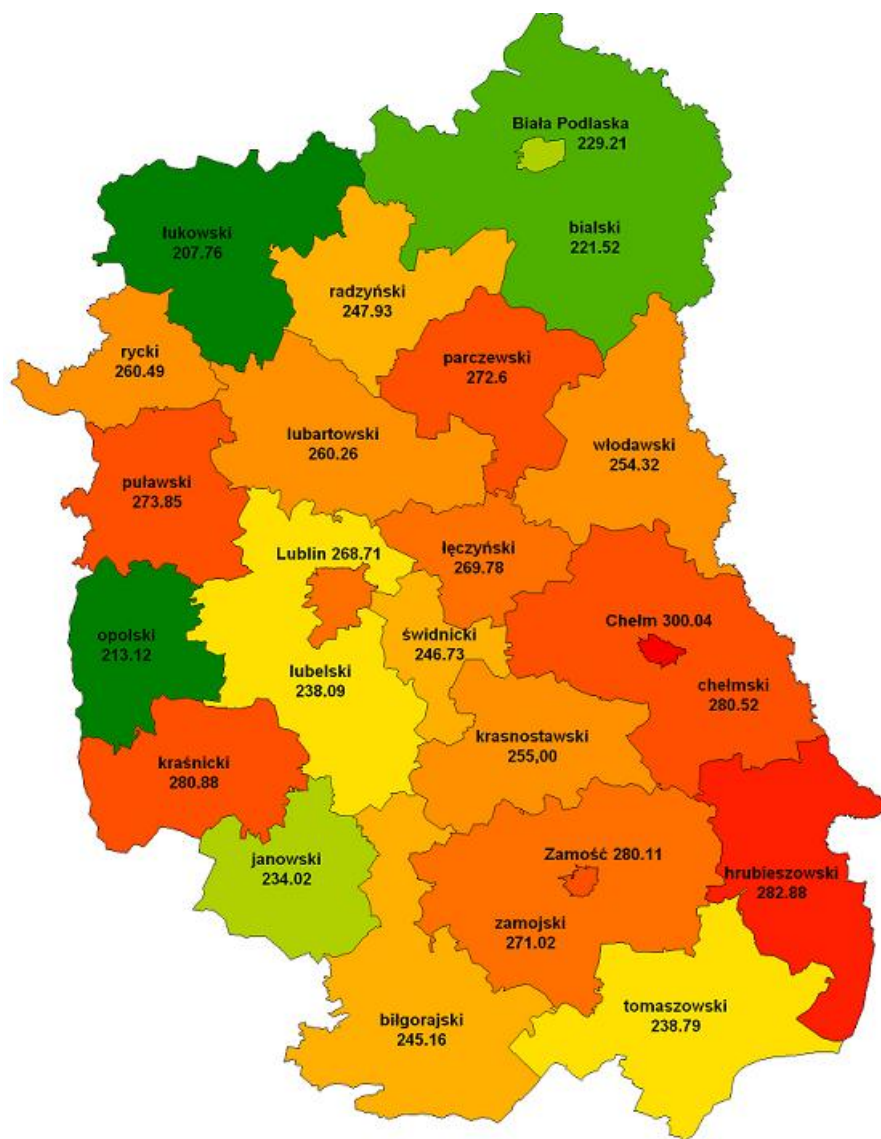 Biała Podlaska
229.21
łukowski
207.76
bialski
221.52
radzyński
247.93
rycki
260.49
parczewski
272.6
lubartowski
260.26
włodawski
254.32
puławski
273.85
Lublin 268.71
łęczyński
269.78
opolski
213.12
świdnicki
246.73
Chełm 300.04
lubelski
238.09
chełmski
280.52
krasnostawski
255,00
kraśnicki
280.88
janowski
234.02
Zamość 280.11
hrubieszowski
282.88
zamojski
271.02
tomaszowski
238.79
biłgorajski
245.16